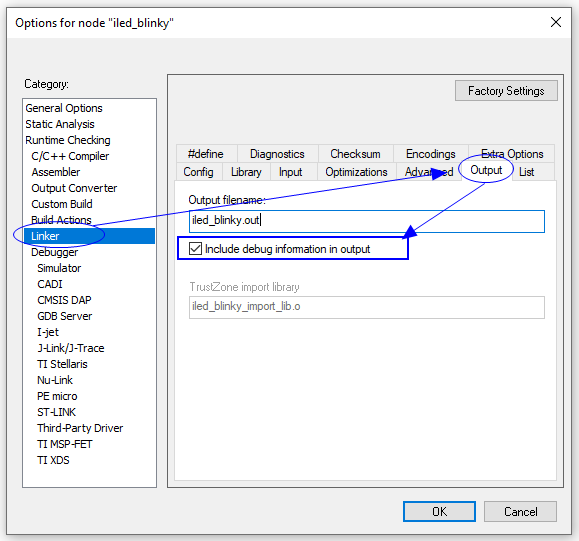 Options for node "iled_blinky"
Category:
General Options
Static Analysis
Runtime Checking
C/C++ Compiler
Assembler
Output Converter
Custom Build
Build Actions
Linker
Debugger
Simulator
CADI
CMSIS DAP
GDB Server
I-jet
J-Link/J-Trace
TI Stellaris
Nu-Link
PE micro
ST-LINK
Third-Party Driver
TI MSP-FET
TI XDS
Factory Settings
#define Diagnostics Checksum Encodings Extra Options
Config Library Input Optimizations Advanced Output List
Output filename:
iled_blinky.out
Include debug information in output
TrustZone import library
iled_blinky_import_lib.o
OK Cancel